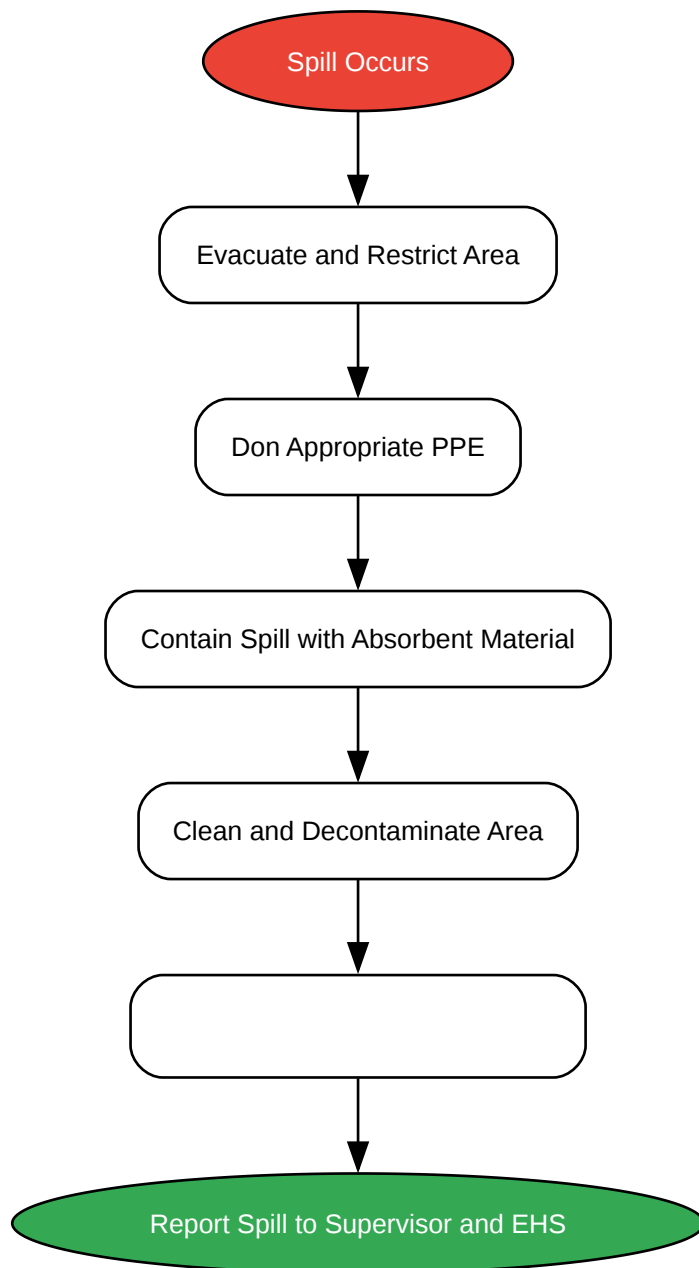 Spill Occurs
Evacuate and Restrict Area
Don Appropriate PPE
Contain Spill with Absorbent Material
Clean and Decontaminate Area
Report Spill to Supervisor and EHS